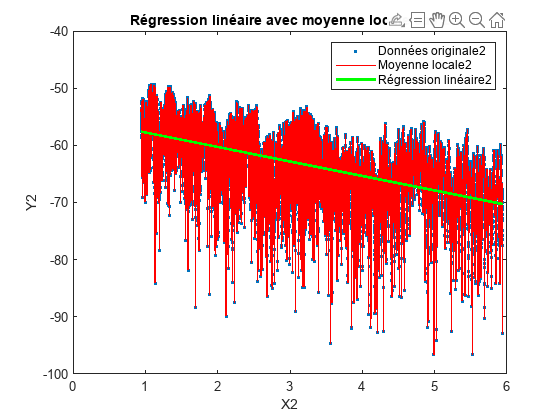 Régression linéaire avec moyenne
Données originale2
Moyenne locale2
Régression linéaire2
-40
-50
-60
-70
-80
-90
-100
Y2
0 1 2 3 4 5 6
X2